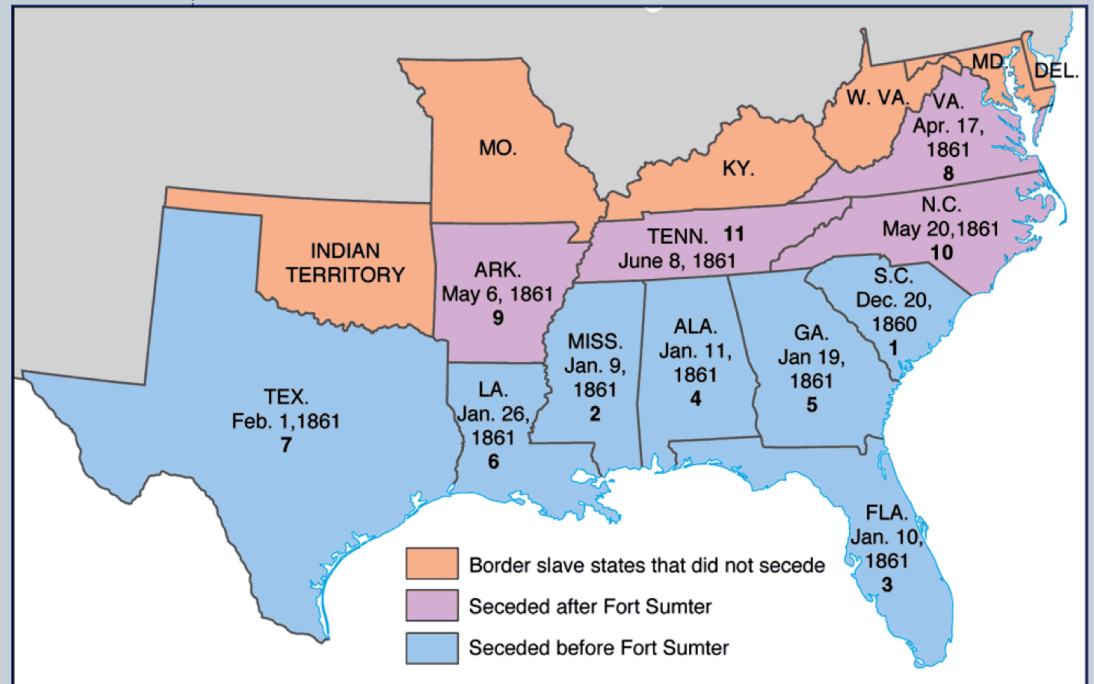 MD.
DEL.
W. VA.
VA.
Apr. 17,
1861
8
MO.
KY.
N.C.
May 20,1861
10
TENN. 11
June 8, 1861
INDIAN
TERRITORY
ARK.
May 6, 1861
9
S.C.
Dec. 20,
1860
1
MISS.
Jan. 9,
1861
2
ALA.
Jan. 11,
1861
4
GA.
Jan 19,
1861
5
TEX.
Feb. 1,1861
7
LA.
Jan. 26,
1861
6
FLA.
Jan. 10,
1861
3
Border slave states that did not secede
Seceded after Fort Sumter
Seceded before Fort Sumter